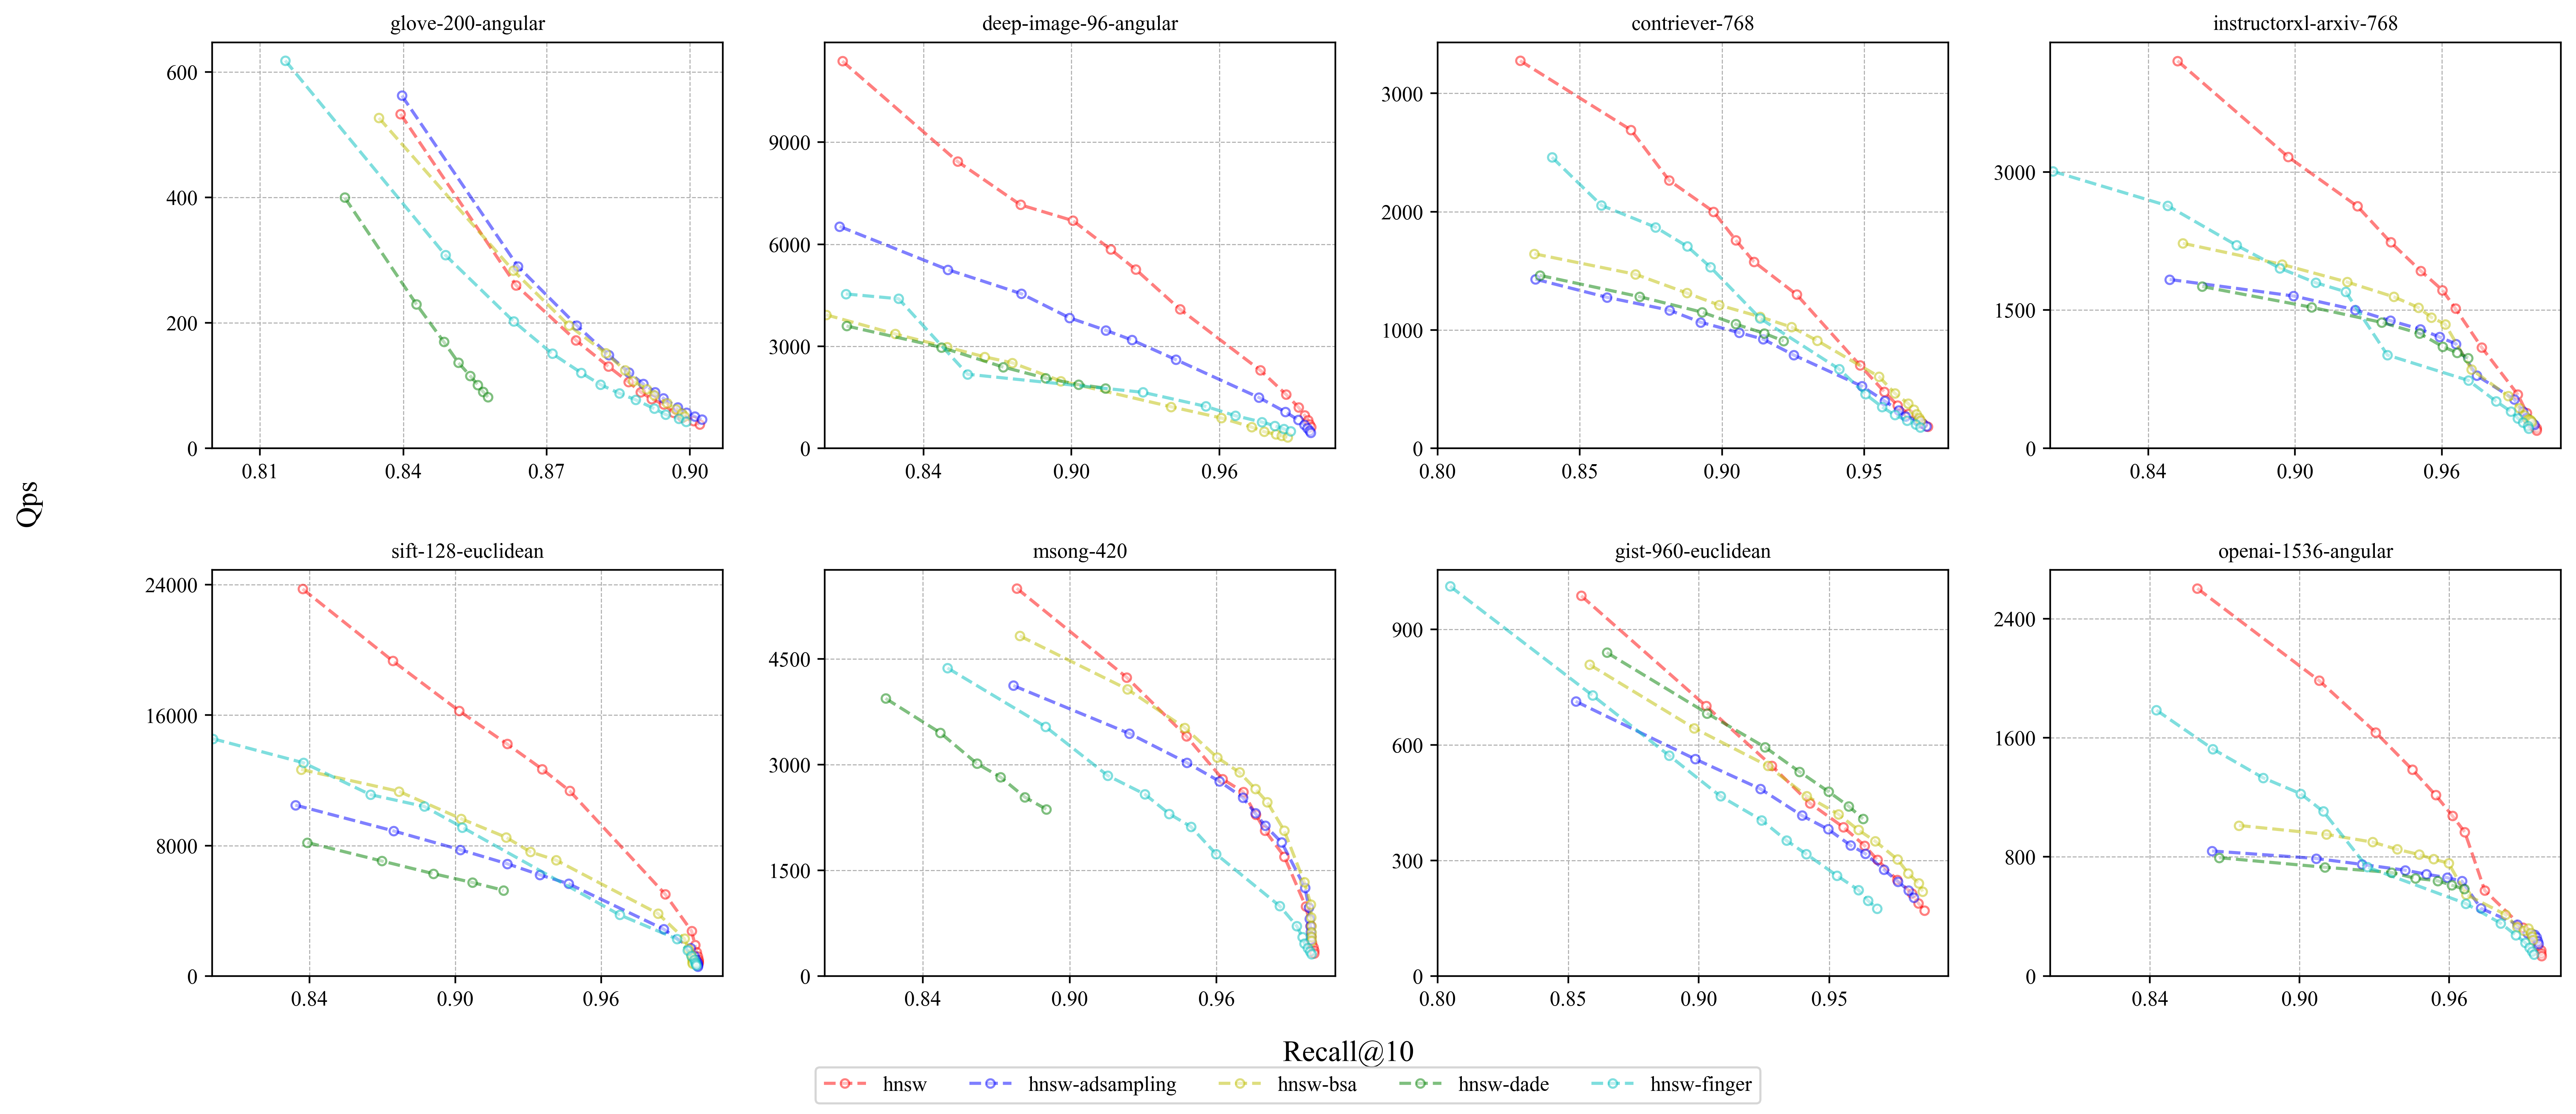 glove-200-angular
deep-image-96-angular
contriever-768
instructorxl-arxiv-768
600
400
200
0
0.81 0.84 0.87 0.90
9000
6000
3000
0
0.84 0.90 0.96
3000
2000
1000
0
0.80 0.85 0.90 0.95
3000
1500
0
0.84 0.90 0.96
Qps
sift-128-euclidean
msong-420
gist-960-euclidean
openai-1536-angular
24000
16000
8000
0
0.84 0.90 0.96
4500
3000
1500
0
0.84 0.90 0.96
900
600
300
0
0.80 0.85 0.90 0.95
2400
1600
800
0
0.84 0.90 0.96
Recall@10
hnsw hnsw-adsampling hnsw-bsa hnsw-dade hnsw-finger